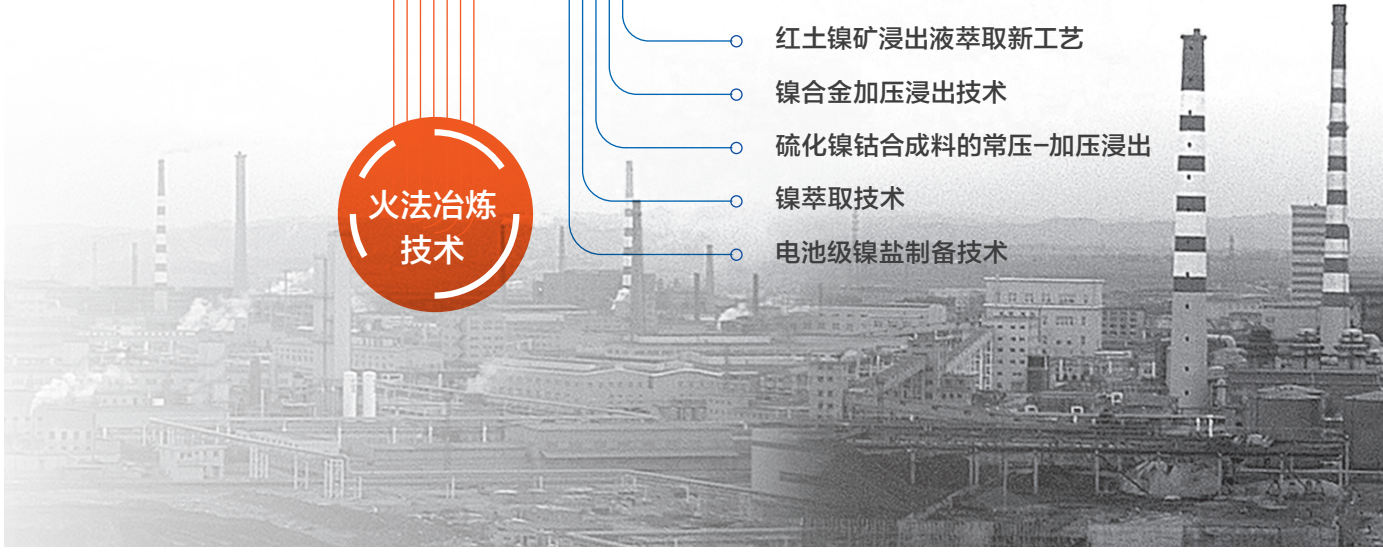 红土镍矿浸出液萃取新工艺
镍合金加压浸出技术
硫化镍钴合成料的常压-加压浸出
镍萃取技术
电池级镍盐制备技术
火法冶炼
技术